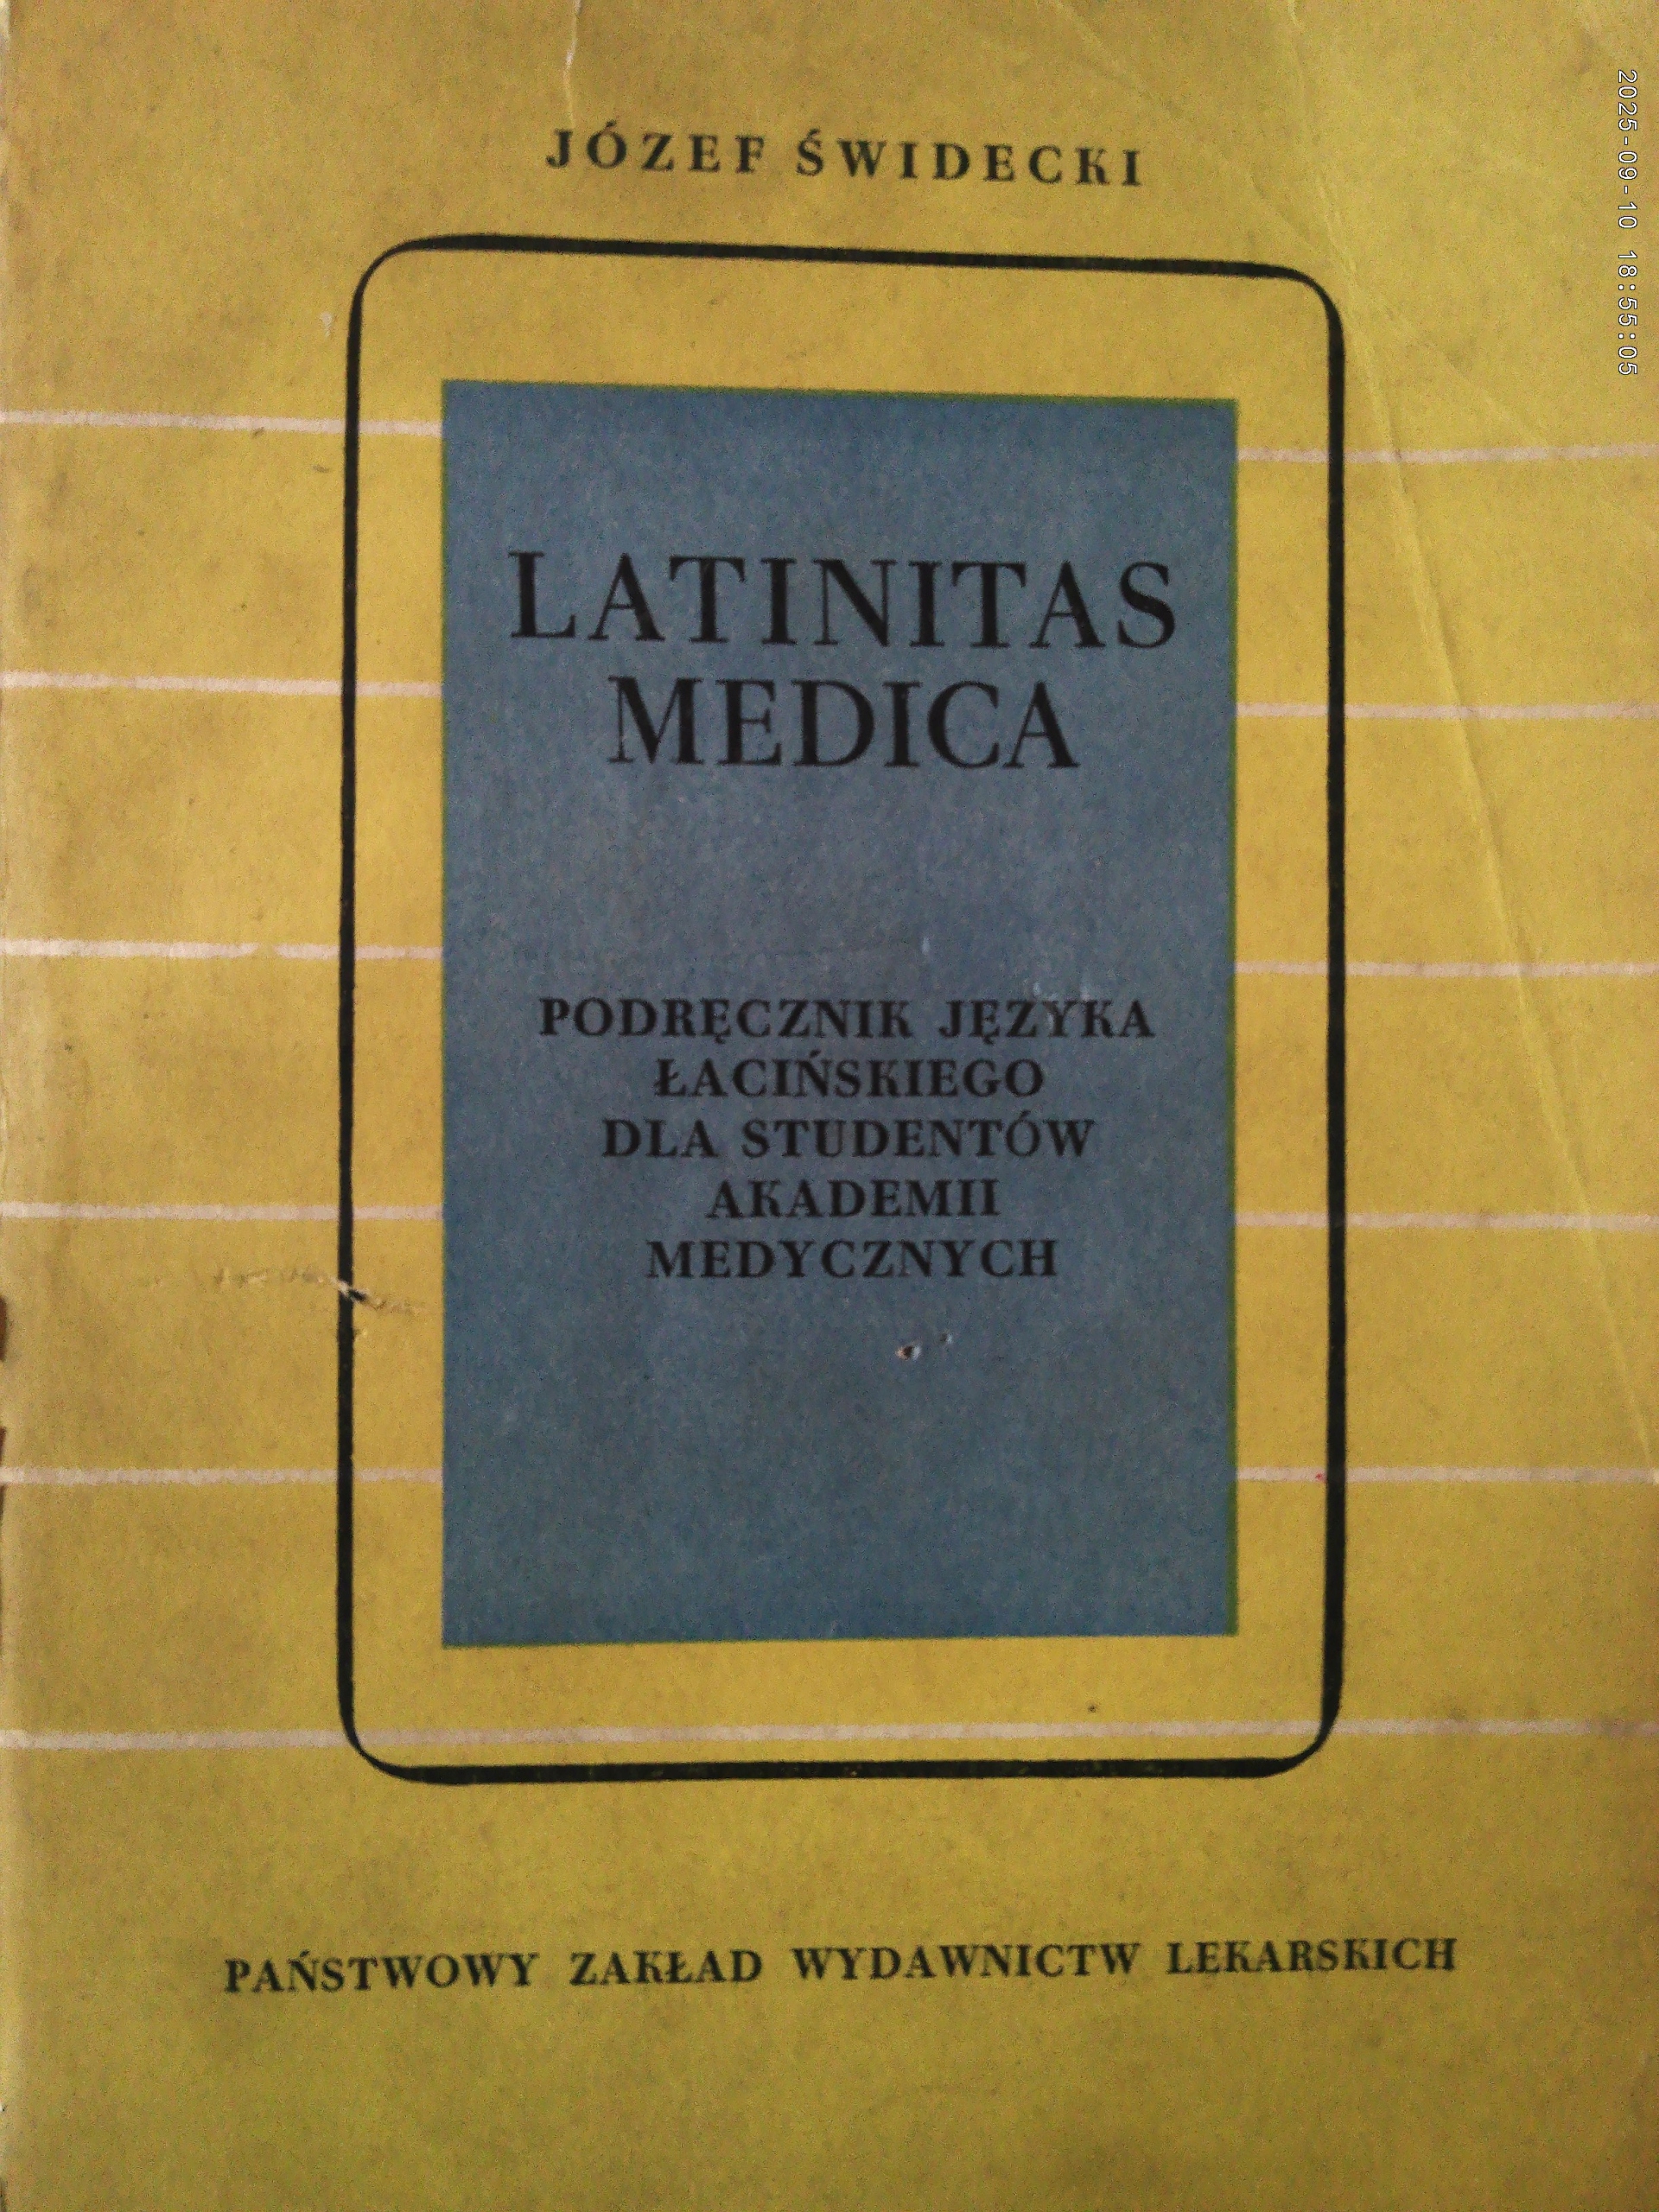 JÓZEF ŚWIDECKI
LATINITAS
MEDICA
PODRĘCZNIK JĘZYKA
ŁACIŃSKIEGO
DLA STUDENTÓW
AKADEMII
MEDYCZNYCH
PAŃSTWOWY ZAKŁAD WYDAWNICTW LEKARSKICH
2025-09-10 18:55:05